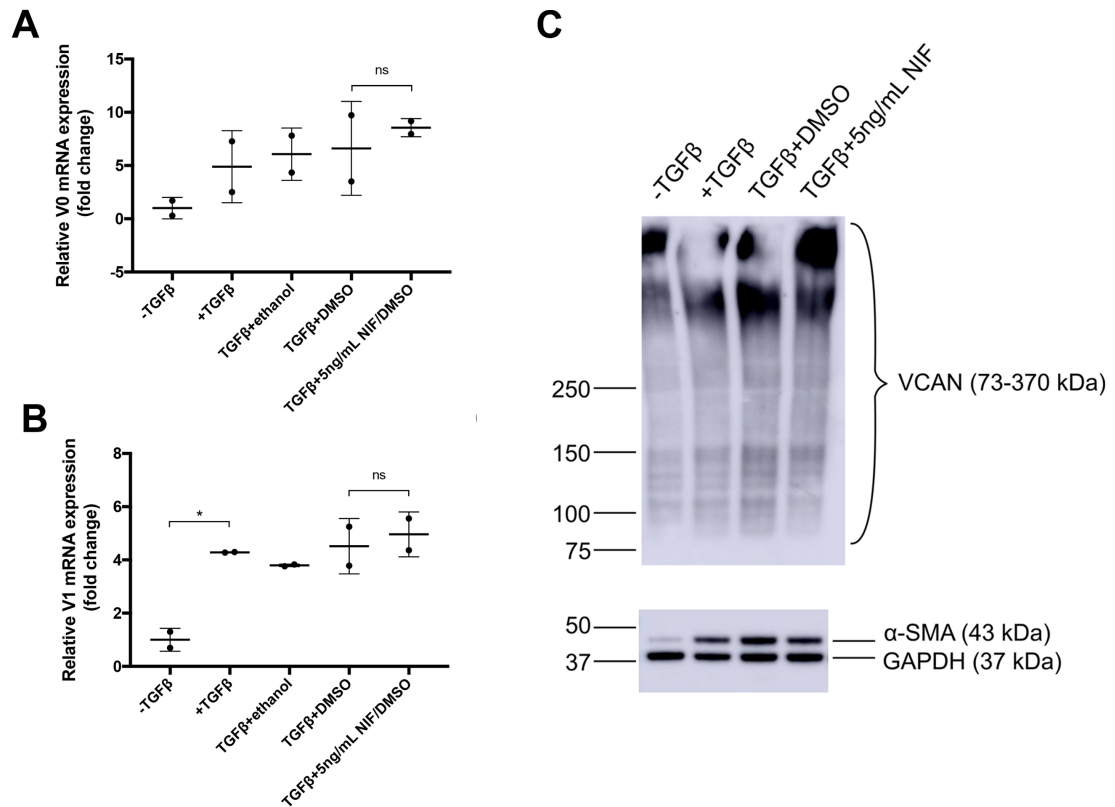 A
Relative V0 mRNA expression
(fold change)
15
10
5
0
-5
ns
-TGFβ
+TGFβ
TGFβ+ethanol
TGFβ+DMSO
TGFβ+5ng/mL NIF/DMSO
B
Relative V1 mRNA expression
(fold change)
8
6
4
2
0
*
ns
-TGFβ
+TGFβ
TGFβ+ethanol
TGFβ+DMSO
TGFβ+5ng/mL NIF/DMSO
C
-TGFβ
+TGFβ
TGFβ+DMSO
TGFβ+5ng/mL NIF
250
150
100
75
VCAN (73-370 kDa)
50
37
α-SMA (43 kDa)
GAPDH (37 kDa)